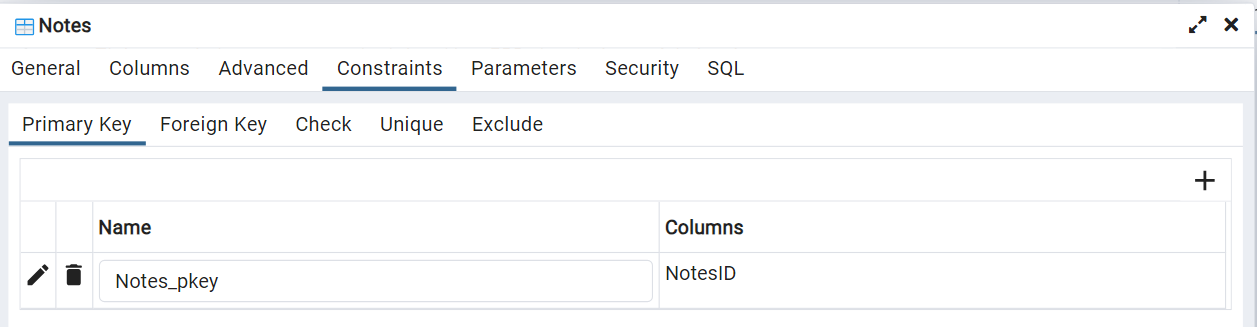 Notes
General Columns Advanced Constraints Parameters Security SQL
Primary Key Foreign Key Check Unique Exclude
Name Columns
Notes_pkey NotesID